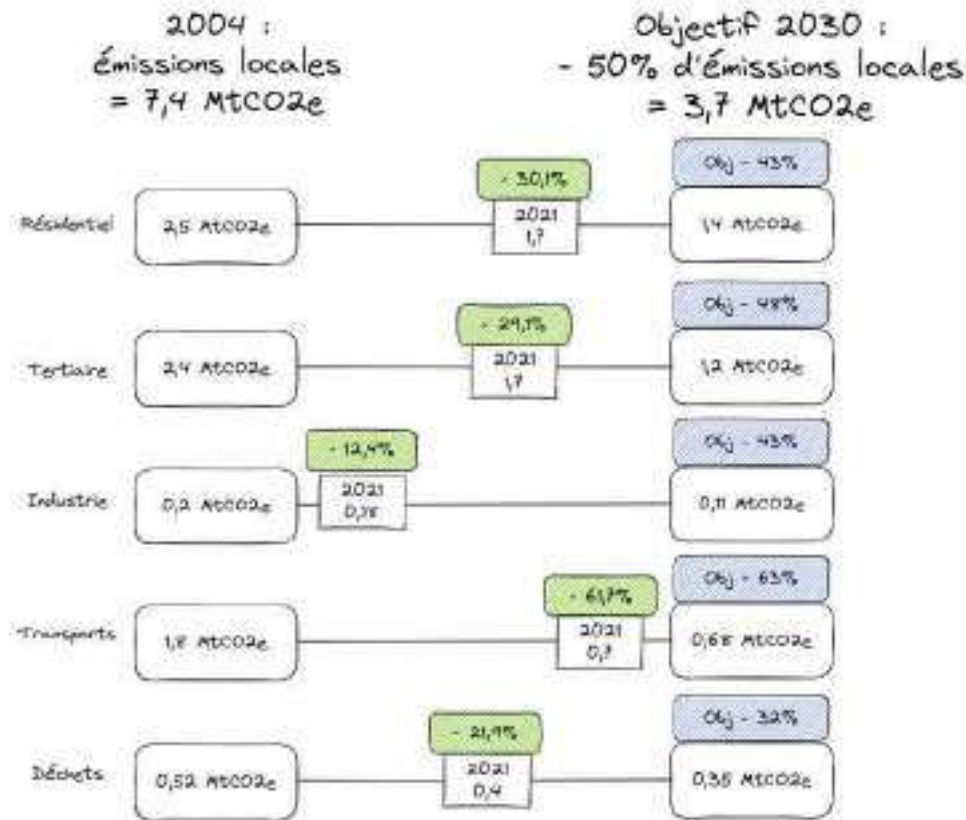 2004 :
émissions locales
= 7,4 MtCO2e
Objectif 2030 :
- 50% d'émissions locales
= 3,7 MtCO2e
Résidentiel
2,5 MtCO2e
- 30,1%
2021
1,7
Obj - 43%
1,4 MtCO2e
Tertiaire
2,4 MtCO2e
- 29,1%
2021
1,7
Obj - 48%
1,2 MtCO2e
Industrie
0,2 MtCO2e
- 12,4%
2021
0,18
Obj - 43%
0,11 MtCO2e
Transports
1,8 MtCO2e
- 61,7%
2021
0,7
Obj - 63%
0,68 MtCO2e
Déchets
0,52 MtCO2e
- 21,9%
2021
0,4
Obj - 32%
0,35 MtCO2e